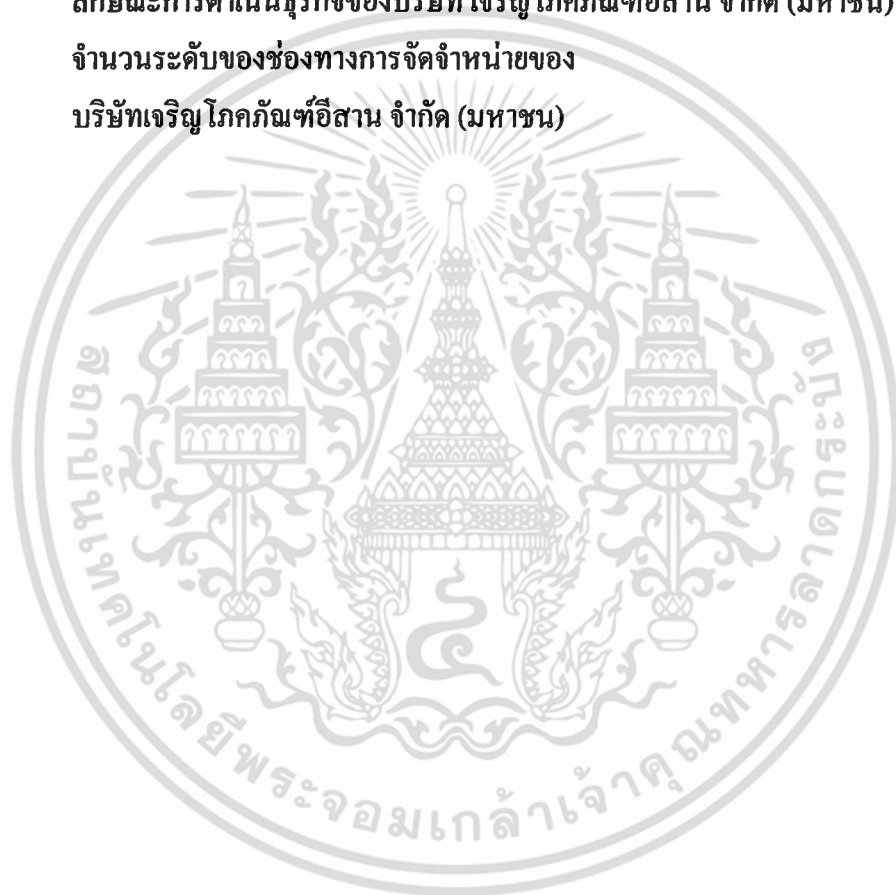 ลักษณะการดำเนินธุรกิจของบริษัท เจริญโภคภัณฑ์อีสาน จำกัด (มหาชน)
จำนวนระดับของช่องทางการจัดจำหน่ายของ
บริษัทเจริญโภคภัณฑ์อีสาน จำกัด (มหาชน)
สถาบันเทคโนโลยีพระจอมเกล้าเจ้าคุณทหารลาดกระบัง